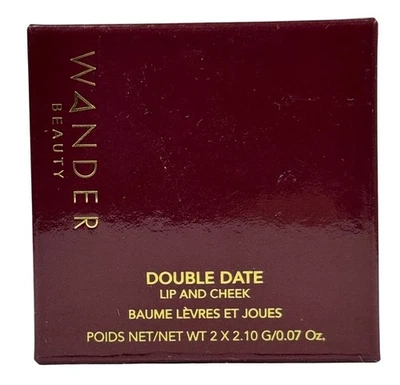 WANDER
BEAUTY
DOUBLE DATE
LIP AND CHEEK
BAUME LÈVRES ET JOUES
POIDS NET/NET WT 2 X 2.10 G/0.07 Oz.